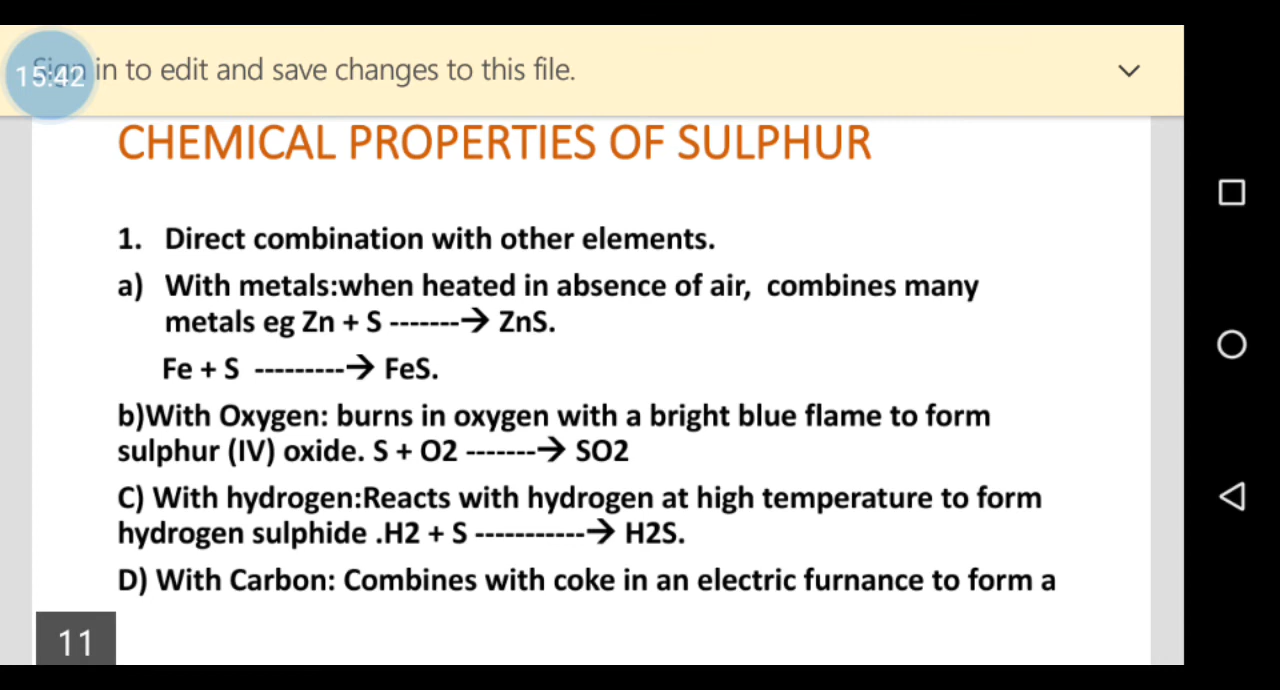 Sign in to edit and save changes to this file.
15:42
CHEMICAL PROPERTIES OF SULPHUR
1. Direct combination with other elements.
a) With metals:when heated in absence of air, combines many
metals eg Zn + S -------→ ZnS.
Fe + S ---------→ FeS.
b)With Oxygen: burns in oxygen with a bright blue flame to form
sulphur (IV) oxide. S + O2 -------→ SO2
C) With hydrogen:Reacts with hydrogen at high temperature to form
hydrogen sulphide .H2 + S -----------→ H2S.
D) With Carbon: Combines with coke in an electric furnance to form a
11